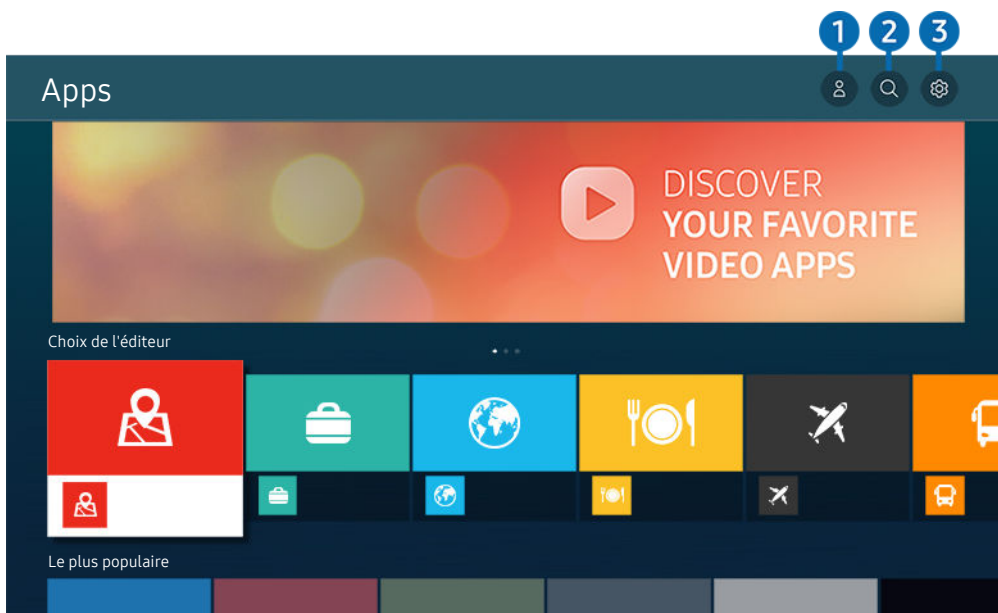 1 2 3
Apps
DISCOVER
YOUR FAVORITE
VIDEO APPS
Choix de l'éditeur
Le plus populaire